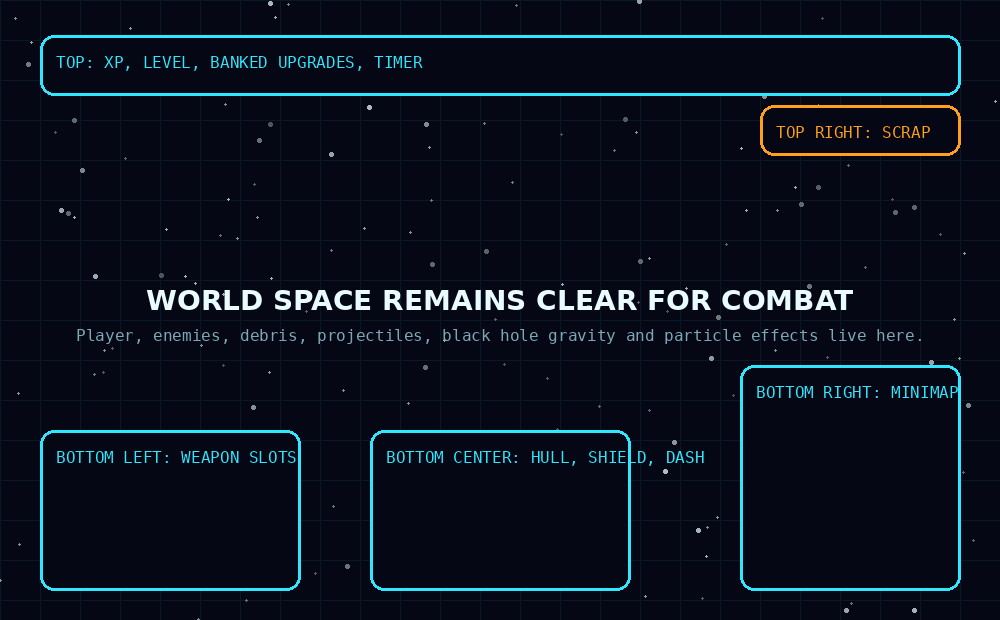 TOP: XP, LEVEL, BANKED UPGRADES, TIMER
TOP RIGHT: SCRAP
WORLD SPACE REMAINS CLEAR FOR COMBAT
Player, enemies, debris, projectiles, black hole gravity and particle effects live here.
BOTTOM RIGHT: MINIMAP
BOTTOM LEFT: WEAPON SLOTS
BOTTOM CENTER: HULL, SHIELD, DASH